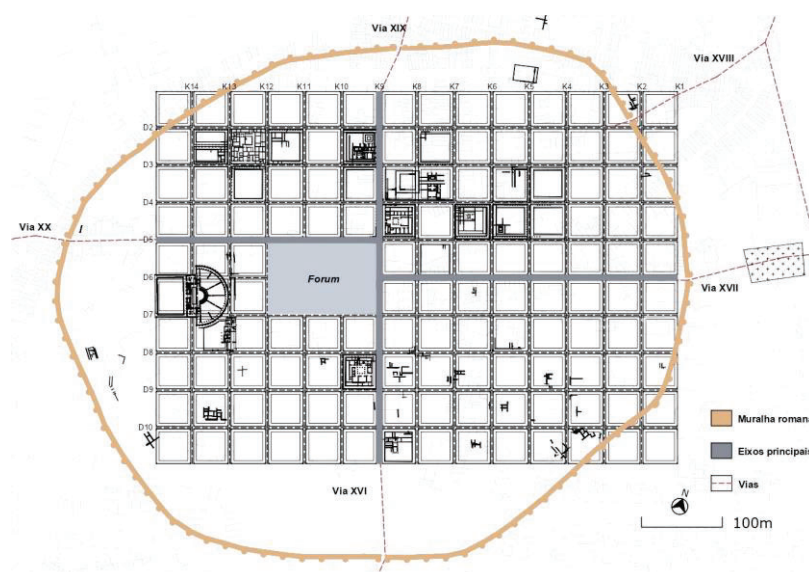 Via XIX
Via XVIII
K14 K13 K12 K11 K10 K9 K8 K7 K6 K5 K4 K3 K2 K1
D2
D3
D4
Via XX
I
D5
Forum
D6
Via XVII
D7
D8
D9
D10
Muralha romana
Eixos principais
Via XVI
Vias
N
100m